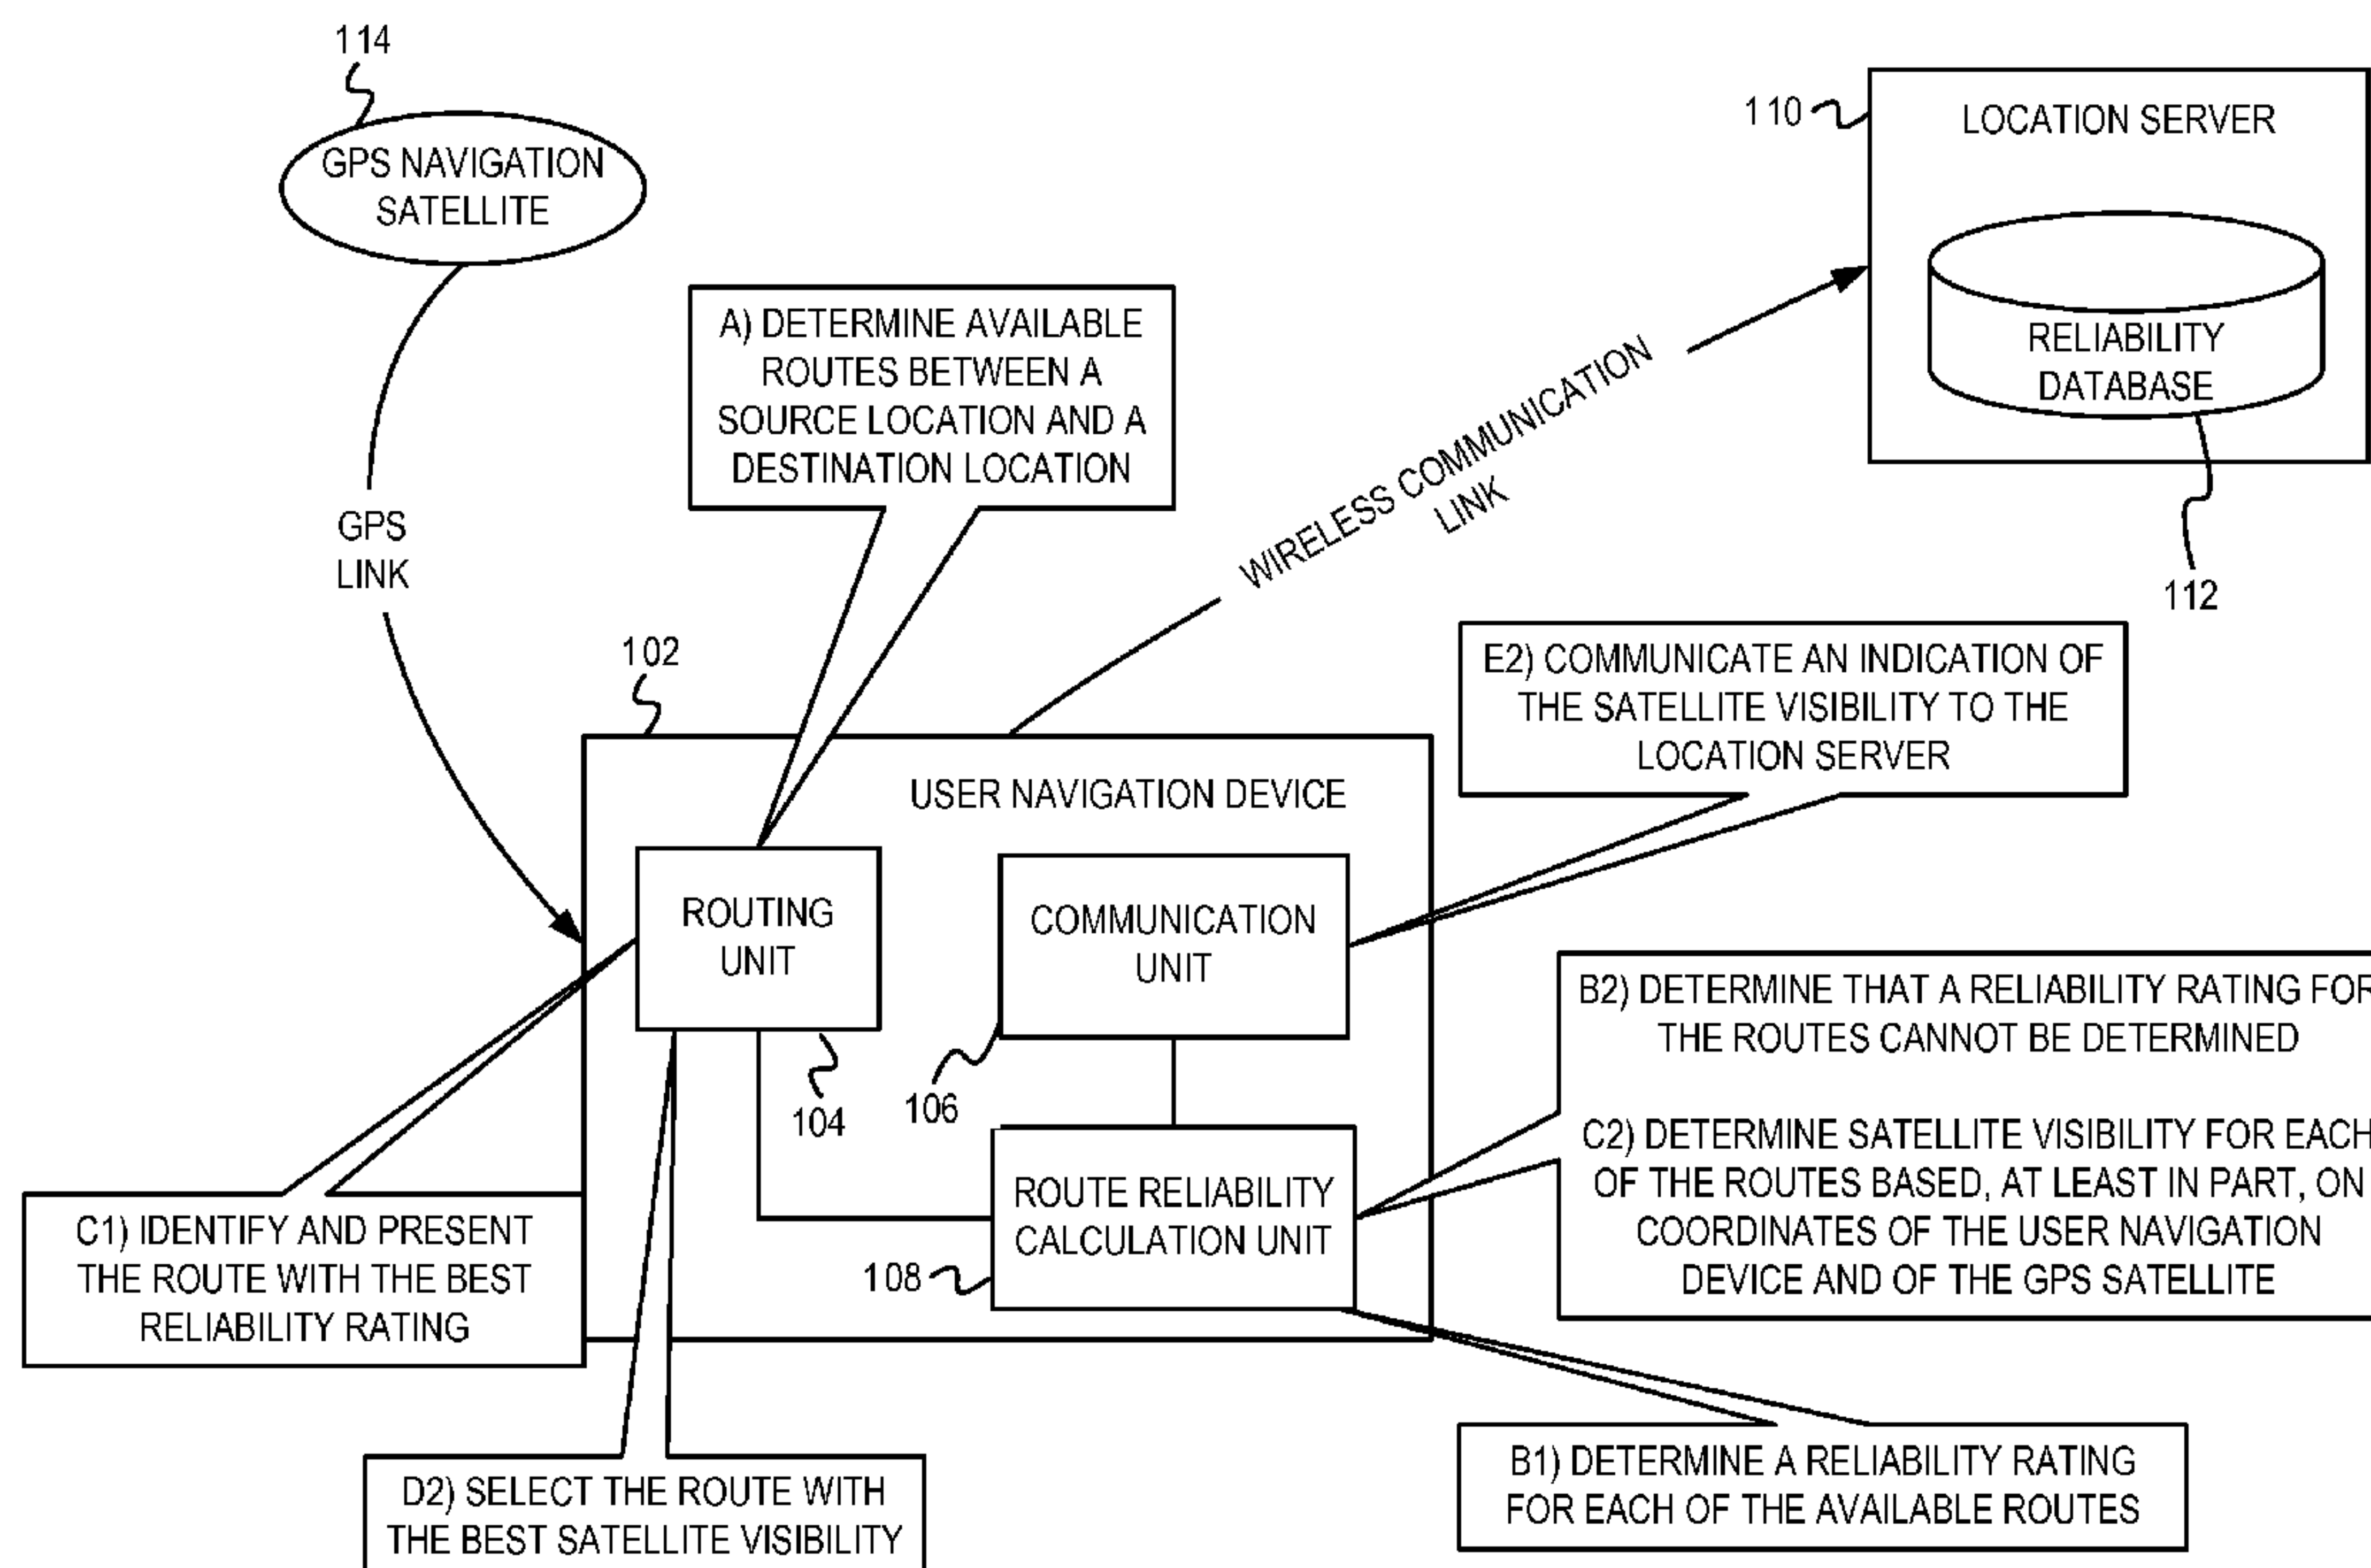 114
GPS NAVIGATION
SATELLITE
110
LOCATION SERVER
RELIABILITY
DATABASE
112
A) DETERMINE AVAILABLE
ROUTES BETWEEN A
SOURCE LOCATION AND A
DESTINATION LOCATION
GPS
LINK
WIRELESS COMMUNICATION
LINK
102
E2) COMMUNICATE AN INDICATION OF
THE SATELLITE VISIBILITY TO THE
LOCATION SERVER
USER NAVIGATION DEVICE
ROUTING
UNIT
COMMUNICATION
UNIT
104
106
B2) DETERMINE THAT A RELIABILITY RATING FOR
THE ROUTES CANNOT BE DETERMINED
C2) DETERMINE SATELLITE VISIBILITY FOR EACH
OF THE ROUTES BASED, AT LEAST IN PART, ON
COORDINATES OF THE USER NAVIGATION
DEVICE AND OF THE GPS SATELLITE
ROUTE RELIABILITY
CALCULATION UNIT
108
C1) IDENTIFY AND PRESENT
THE ROUTE WITH THE BEST
RELIABILITY RATING
D2) SELECT THE ROUTE WITH
THE BEST SATELLITE VISIBILITY
B1) DETERMINE A RELIABILITY RATING
FOR EACH OF THE AVAILABLE ROUTES